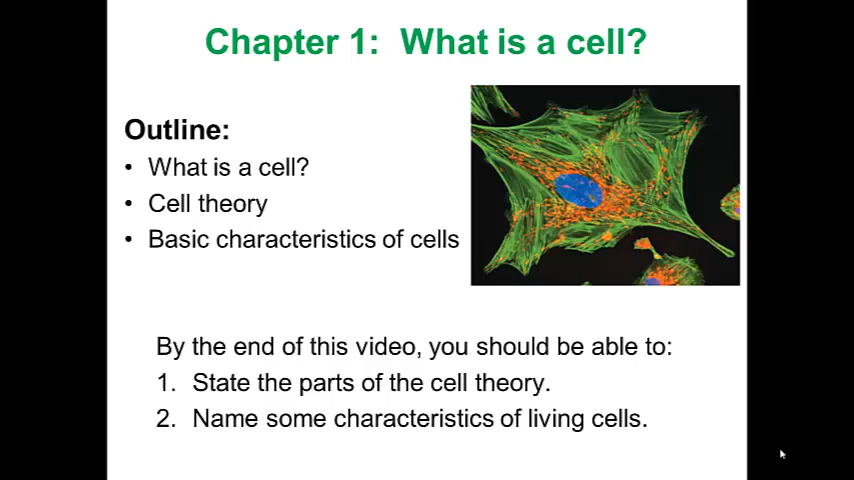 Chapter 1: What is a cell?
Outline:
• What is a cell?
• Cell theory
• Basic characteristics of cells
By the end of this video, you should be able to:
1. State the parts of the cell theory.
2. Name some characteristics of living cells.